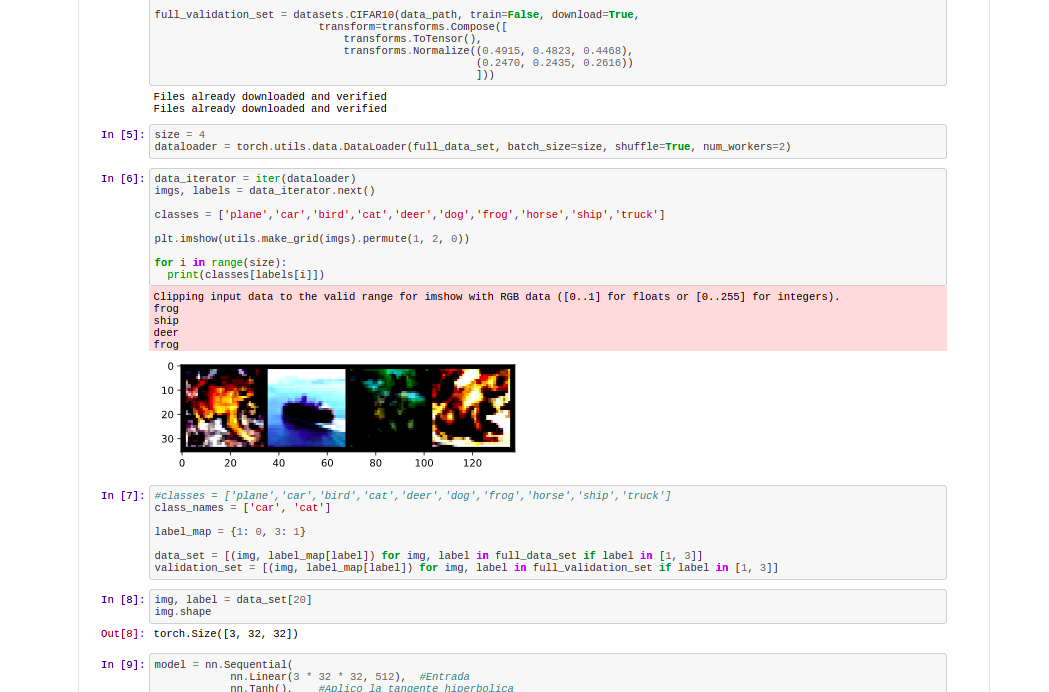 full_validation_set = datasets.CIFAR10(data_path, train=False, download=True,
transform=transforms.Compose([
transforms.ToTensor(),
transforms.Normalize((0.4915, 0.4823, 0.4468),
(0.2470, 0.2435, 0.2616))
]))
Files already downloaded and verified
Files already downloaded and verified
In [5]: size = 4
dataloader = torch.utils.data.DataLoader(full_data_set, batch_size=size, shuffle=True, num_workers=2)
In [6]: data_iterator = iter(dataloader)
imgs, labels = data_iterator.next()
classes = ['plane','car','bird','cat','deer','dog','frog','horse','ship','truck']
plt.imshow(utils.make_grid(imgs).permute(1, 2, 0))
for i in range(size):
print(classes[labels[i]])
Clipping input data to the valid range for imshow with RGB data ([0..1] for floats or [0..255] for integers).
frog
ship
deer
frog
0
10
20
30
0 20 40 60 80 100 120
In [7]: #classes = ['plane','car','bird','cat','deer','dog','frog','horse','ship','truck']
class_names = ['car', 'cat']
label_map = {1: 0, 3: 1}
data_set = [(img, label_map[label]) for img, label in full_data_set if label in [1, 3]]
validation_set = [(img, label_map[label]) for img, label in full_validation_set if label in [1, 3]]
In [8]: img, label = data_set[20]
img.shape
Out[8]: torch.Size([3, 32, 32])
In [9]: model = nn.Sequential(
nn.Linear(3 * 32 * 32, 512), #Entrada
nn.Tanh(), #Aplico la tangente hiperbolica